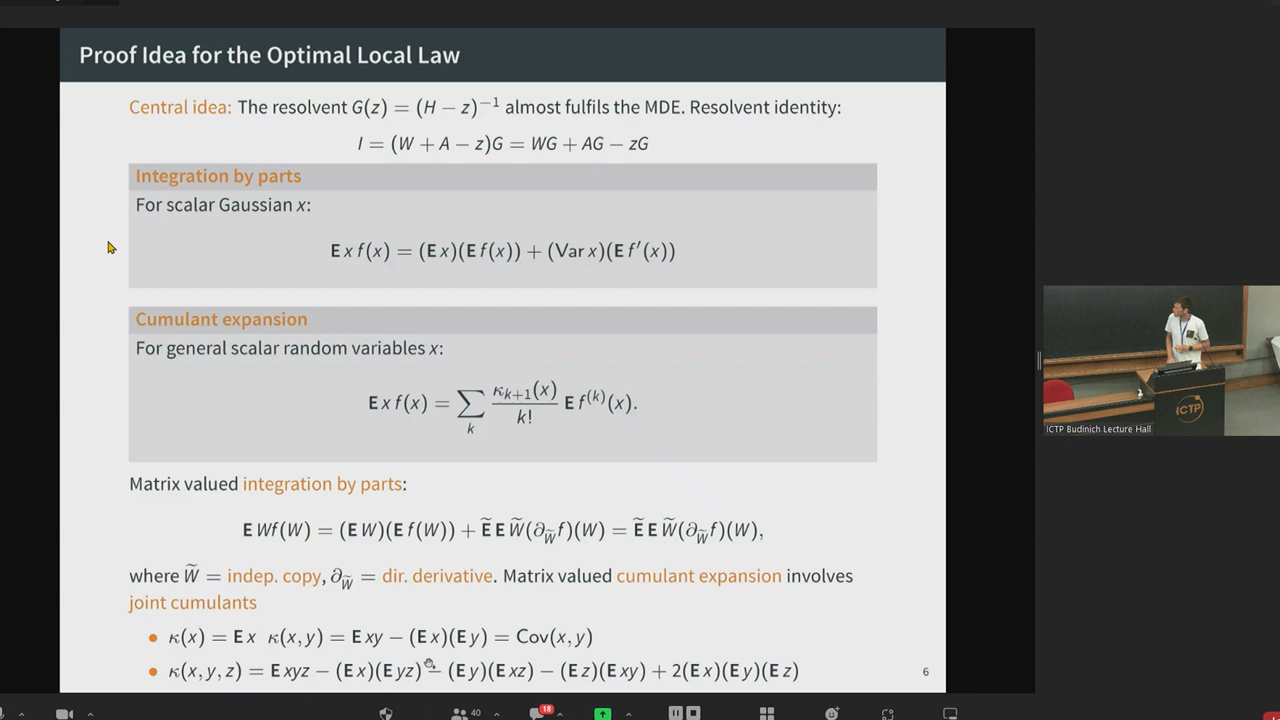 Proof Idea for the Optimal Local Law
Central idea: The resolvent G(z) = (H − z)⁻¹ almost fulfils the MDE. Resolvent identity:
I = (W + A − z)G = WG + AG − zG
Integration by parts
For scalar Gaussian x:
E x f(x) = (E x)(E f(x)) + (Var x)(E f′(x))
Cumulant expansion
For general scalar random variables x:
E x f(x) = ∑_k κ_{k+1}(x)/k! E f^{(k)}(x).
Matrix valued integration by parts:
E Wf(W) = (E W)(E f(W)) + Ẽ E W̃(∂_W̃ f)(W) = Ẽ E W̃(∂_W̃ f)(W),
where W̃ = indep. copy, ∂_W̃ = dir. derivative. Matrix valued cumulant expansion involves
joint cumulants
• κ(x) = E x κ(x, y) = E xy − (E x)(E y) = Cov(x, y)
• κ(x, y, z) = E xyz − (E x)(E yz) − (E y)(E xz) − (E z)(E xy) + 2(E x)(E y)(E z)
6
ICTP
ICTP Budinich Lecture Hall
40
18